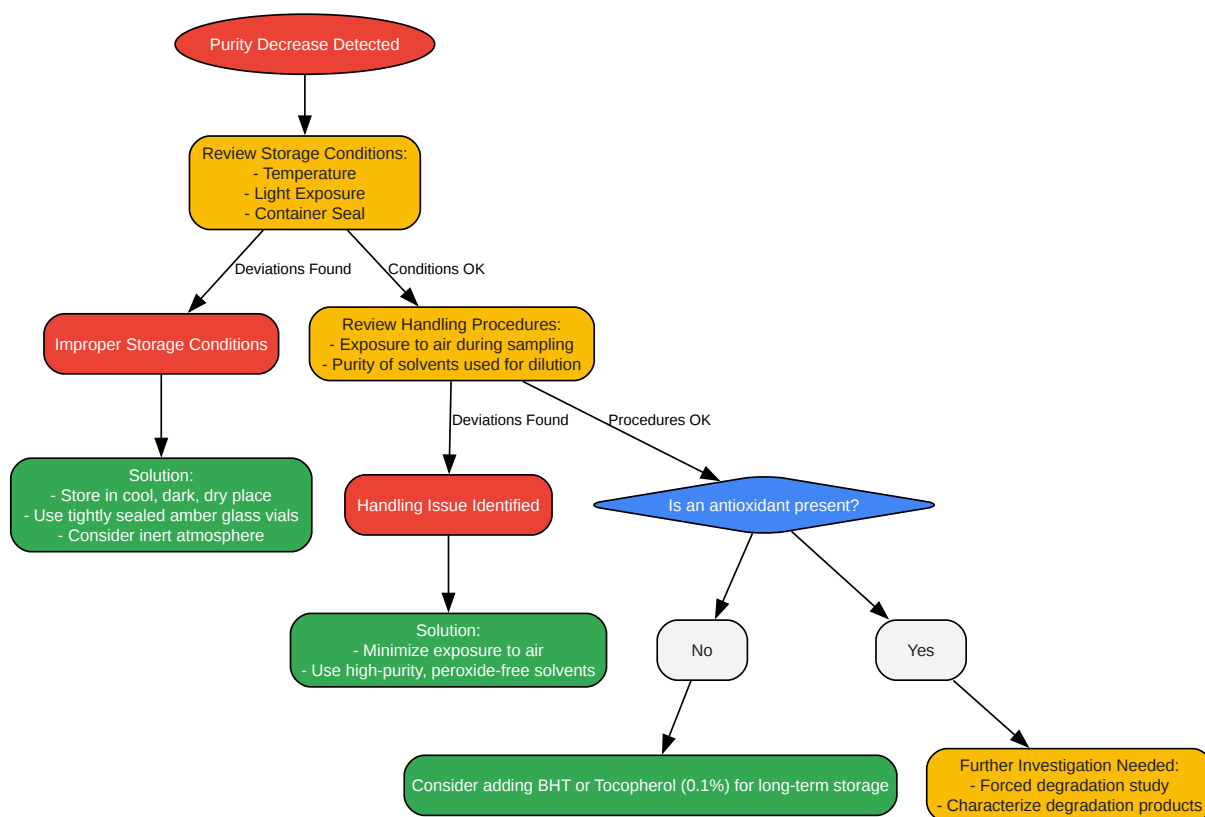 Purity Decrease Detected
Review Storage Conditions:
- Temperature
- Light Exposure
- Container Seal
Deviations Found
Conditions OK
Improper Storage Conditions
Review Handling Procedures:
- Exposure to air during sampling
- Purity of solvents used for dilution
Deviations Found
Procedures OK
Solution:
- Store in cool, dark, dry place
- Use tightly sealed amber glass vials
- Consider inert atmosphere
Handling Issue Identified
Is an antioxidant present?
Solution:
- Minimize exposure to air
- Use high-purity, peroxide-free solvents
No
Yes
Consider adding BHT or Tocopherol (0.1%) for long-term storage
Further Investigation Needed:
- Forced degradation study
- Characterize degradation products